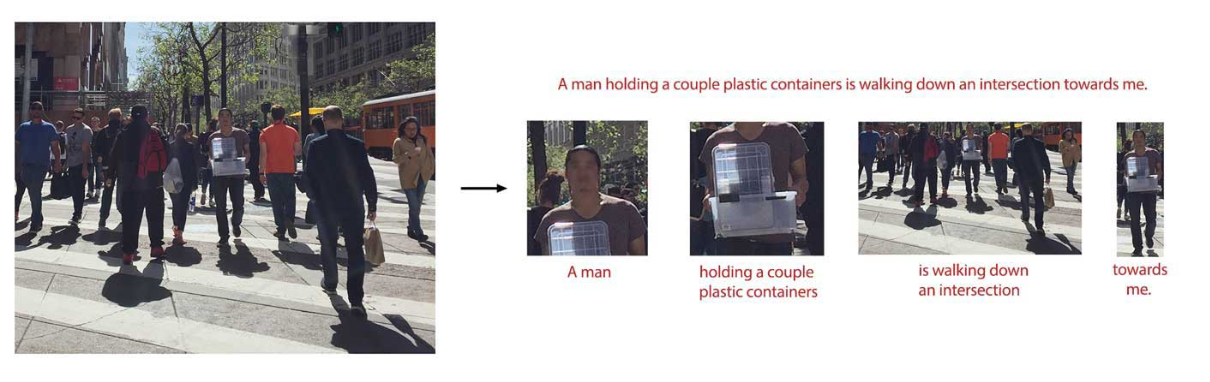 A man holding a couple plastic containers is walking down an intersection towards me.
A man
holding a couple
plastic containers
is walking down
an intersection
towards
me.